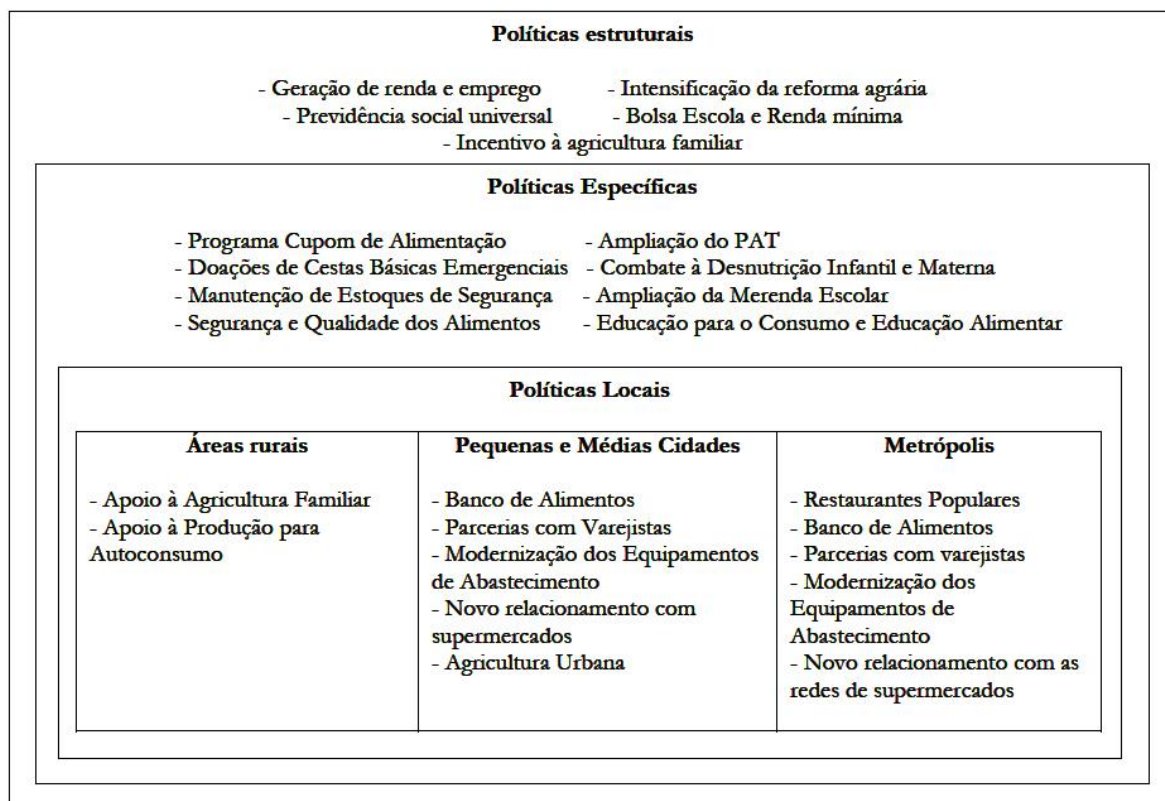 Políticas estruturais
- Geração de renda e emprego - Intensificação da reforma agrária
- Previdência social universal - Bolsa Escola e Renda mínima
- Incentivo à agricultura familiar
Políticas Específicas
- Programa Cupom de Alimentação - Ampliação do PAT
- Doações de Cestas Básicas Emergenciais - Combate à Desnutrição Infantil e Materna
- Manutenção de Estoques de Segurança - Ampliação da Merenda Escolar
- Segurança e Qualidade dos Alimentos - Educação para o Consumo e Educação Alimentar
Políticas Locais
Áreas rurais
- Apoio à Agricultura Familiar
- Apoio à Produção para
Autoconsumo
Pequenas e Médias Cidades
- Banco de Alimentos
- Parcerias com Varejistas
- Modernização dos Equipamentos
de Abastecimento
- Novo relacionamento com
supermercados
- Agricultura Urbana
Metrópolis
- Restaurantes Populares
- Banco de Alimentos
- Parcerias com varejistas
- Modernização dos
Equipamentos de
Abastecimento
- Novo relacionamento com as
redes de supermercados